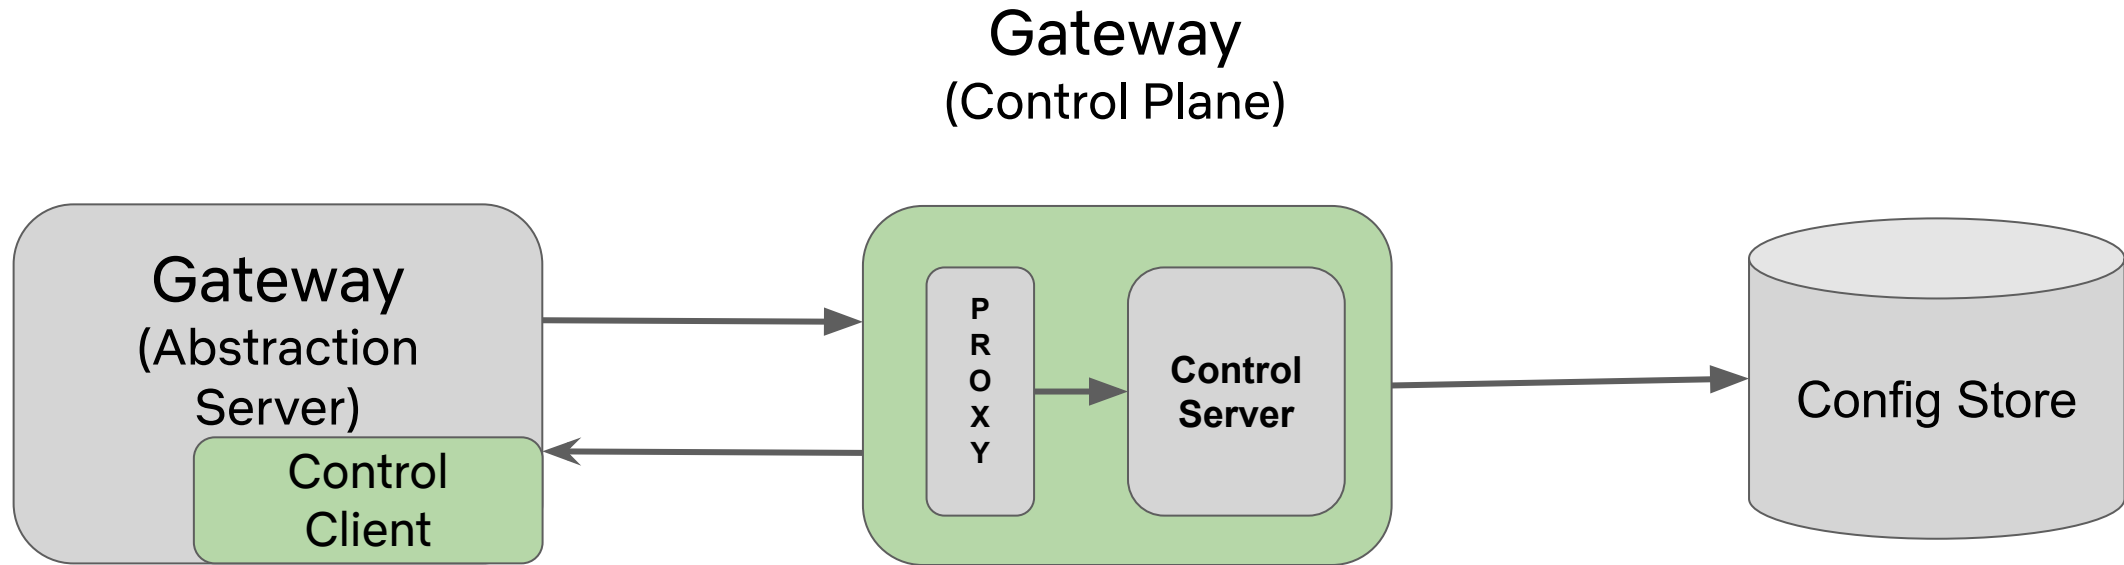 Gateway
(Control Plane)
Gateway
(Abstraction
Server)
Control
Client
P
R
O
X
Y
Control
Server
Config Store